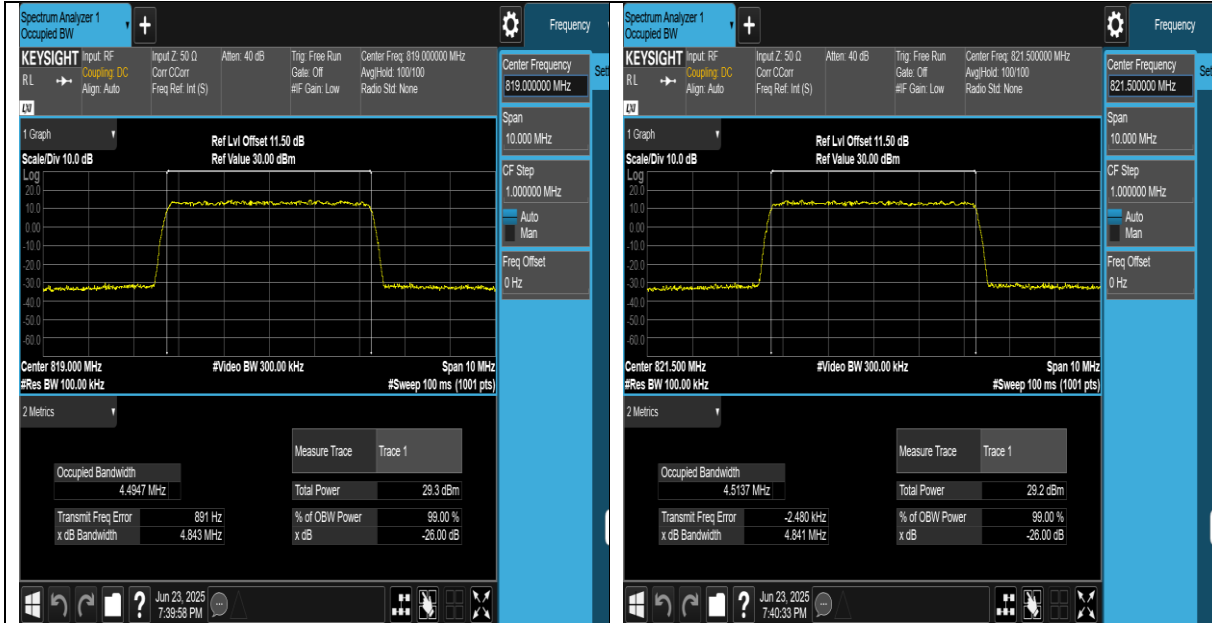 Spectrum Analyzer 1
Occupied BW
+
Frequency
KEYSIGHT Input: RF Input Z: 50 Ω Atten: 40 dB Trig: Free Run Center Freq: 819.000000 MHz
RL Coupling: DC Corr CCorr Gate: Off Avg|Hold: 100/100
Align: Auto Freq Ref: Int (S) #IF Gain: Low Radio Std: None
LXI
Center Frequency
819.000000 MHz
Sett
Span
10.000 MHz
CF Step
1.000000 MHz
Auto
Man
Freq Offset
0 Hz
1 Graph
Ref Lvl Offset 11.50 dB
Scale/Div 10.0 dB Ref Value 30.00 dBm
Log
20.0
10.0
0.00
-10.0
-20.0
-30.0
-40.0
-50.0
-60.0
Center 819.000 MHz #Video BW 300.00 kHz Span 10 MHz
#Res BW 100.00 kHz #Sweep 100 ms (1001 pts)
2 Metrics
Measure Trace Trace 1
Occupied Bandwidth
4.4947 MHz Total Power 29.3 dBm
Transmit Freq Error 891 Hz % of OBW Power 99.00 %
x dB Bandwidth 4.843 MHz x dB -26.00 dB
? Jun 23, 2025
7:39:58 PM
Spectrum Analyzer 1
Occupied BW
+
Frequency
KEYSIGHT Input: RF Input Z: 50 Ω Atten: 40 dB Trig: Free Run Center Freq: 821.500000 MHz
RL Coupling: DC Corr CCorr Gate: Off Avg|Hold: 100/100
Align: Auto Freq Ref: Int (S) #IF Gain: Low Radio Std: None
LXI
Center Frequency
821.500000 MHz
Set
Span
10.000 MHz
CF Step
1.000000 MHz
Auto
Man
Freq Offset
0 Hz
1 Graph
Ref Lvl Offset 11.50 dB
Scale/Div 10.0 dB Ref Value 30.00 dBm
Log
20.0
10.0
0.00
-10.0
-20.0
-30.0
-40.0
-50.0
-60.0
Center 821.500 MHz #Video BW 300.00 kHz Span 10 MHz
#Res BW 100.00 kHz #Sweep 100 ms (1001 pts)
2 Metrics
Measure Trace Trace 1
Occupied Bandwidth
4.5137 MHz Total Power 29.2 dBm
Transmit Freq Error -2.480 kHz % of OBW Power 99.00 %
x dB Bandwidth 4.841 MHz x dB -26.00 dB
? Jun 23, 2025
7:40:33 PM